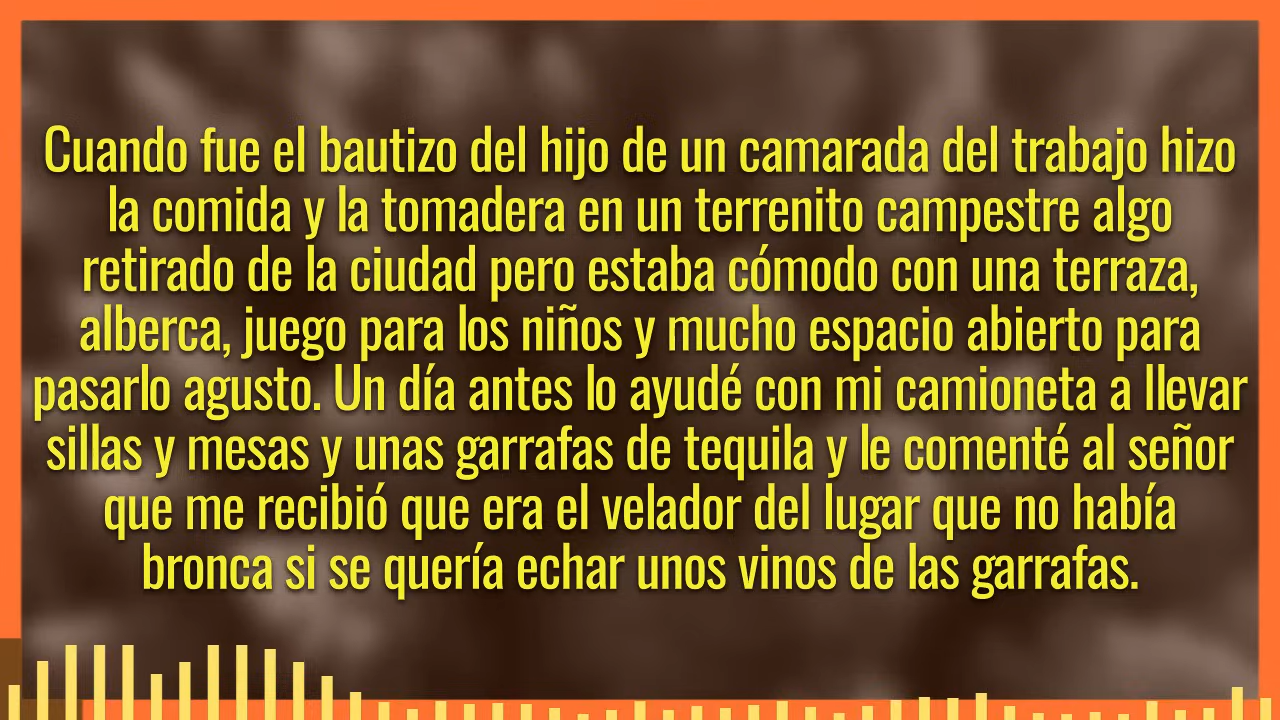 Cuando fue el bautizo del hijo de un camarada del trabajo hizo
la comida y la tomadera en un terrenito campestre algo
retirado de la ciudad pero estaba cómodo con una terraza,
alberca, juego para los niños y mucho espacio abierto para
pasarlo agusto. Un día antes lo ayudé con mi camioneta a llevar
sillas y mesas y unas garrafas de tequila y le comenté al señor
que me recibió que era el velador del lugar que no había
bronca si se quería echar unos vinos de las garrafas.